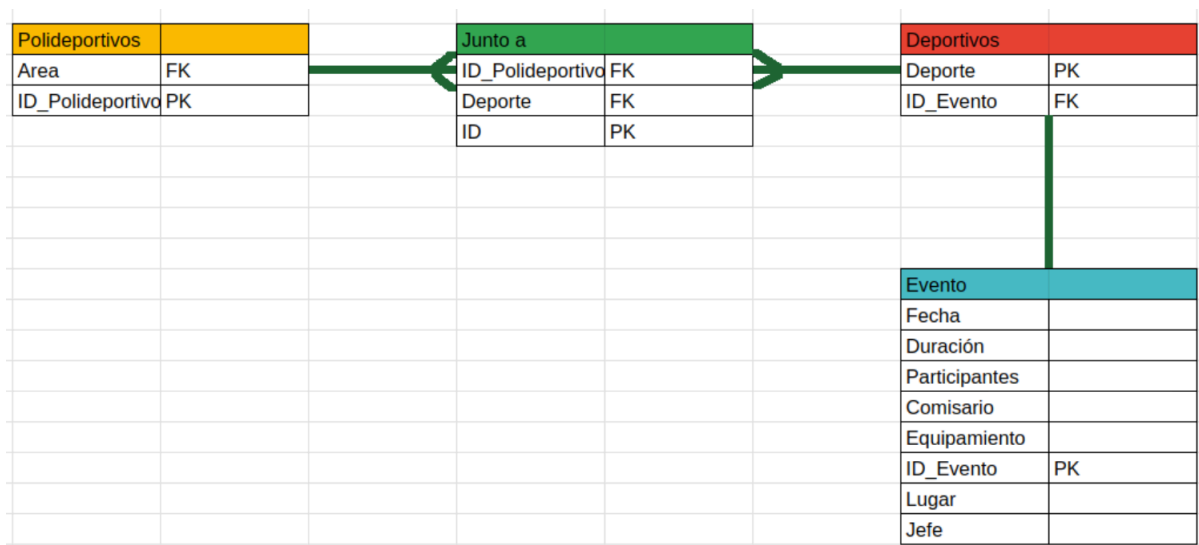 Polideportivos
Area FK
ID_Polideportivo PK
Junto a
ID_Polideportivo FK
Deporte FK
ID PK
Deportivos
Deporte PK
ID_Evento FK
Evento
Fecha
Duración
Participantes
Comisario
Equipamiento
ID_Evento PK
Lugar
Jefe